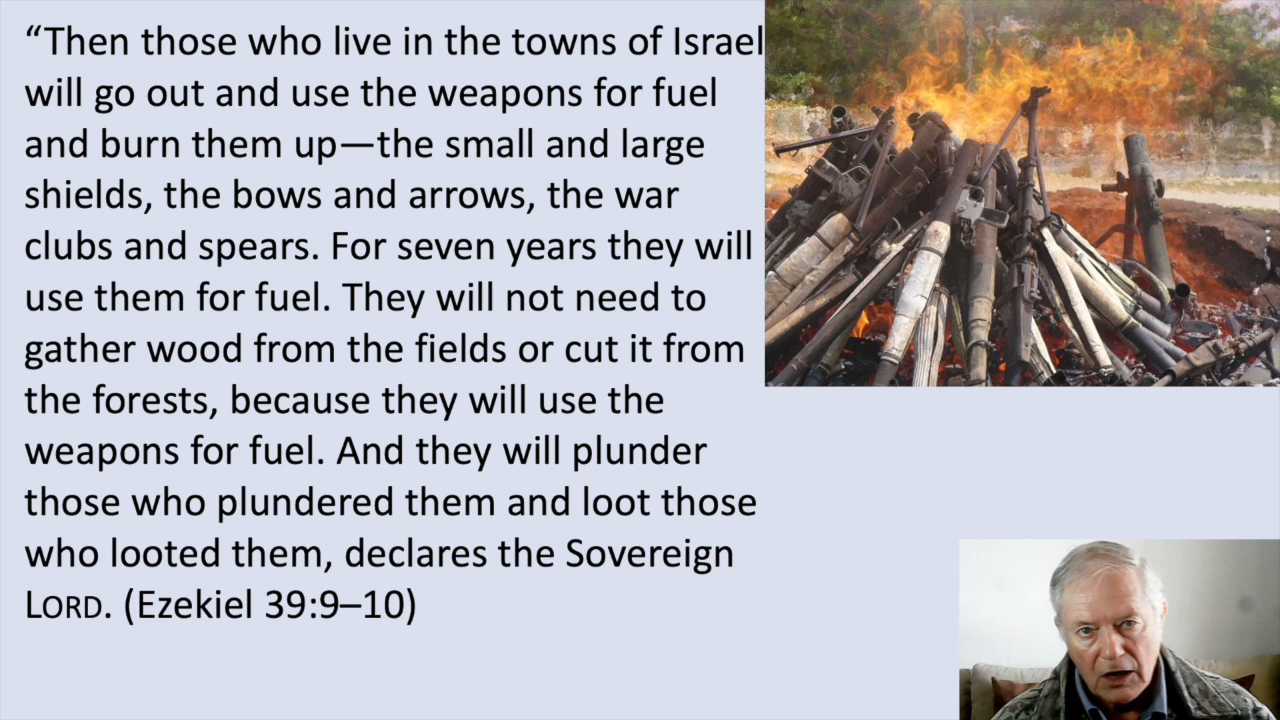 “Then those who live in the towns of Israel
will go out and use the weapons for fuel
and burn them up—the small and large
shields, the bows and arrows, the war
clubs and spears. For seven years they will
use them for fuel. They will not need to
gather wood from the fields or cut it from
the forests, because they will use the
weapons for fuel. And they will plunder
those who plundered them and loot those
who looted them, declares the Sovereign
LORD. (Ezekiel 39:9–10)